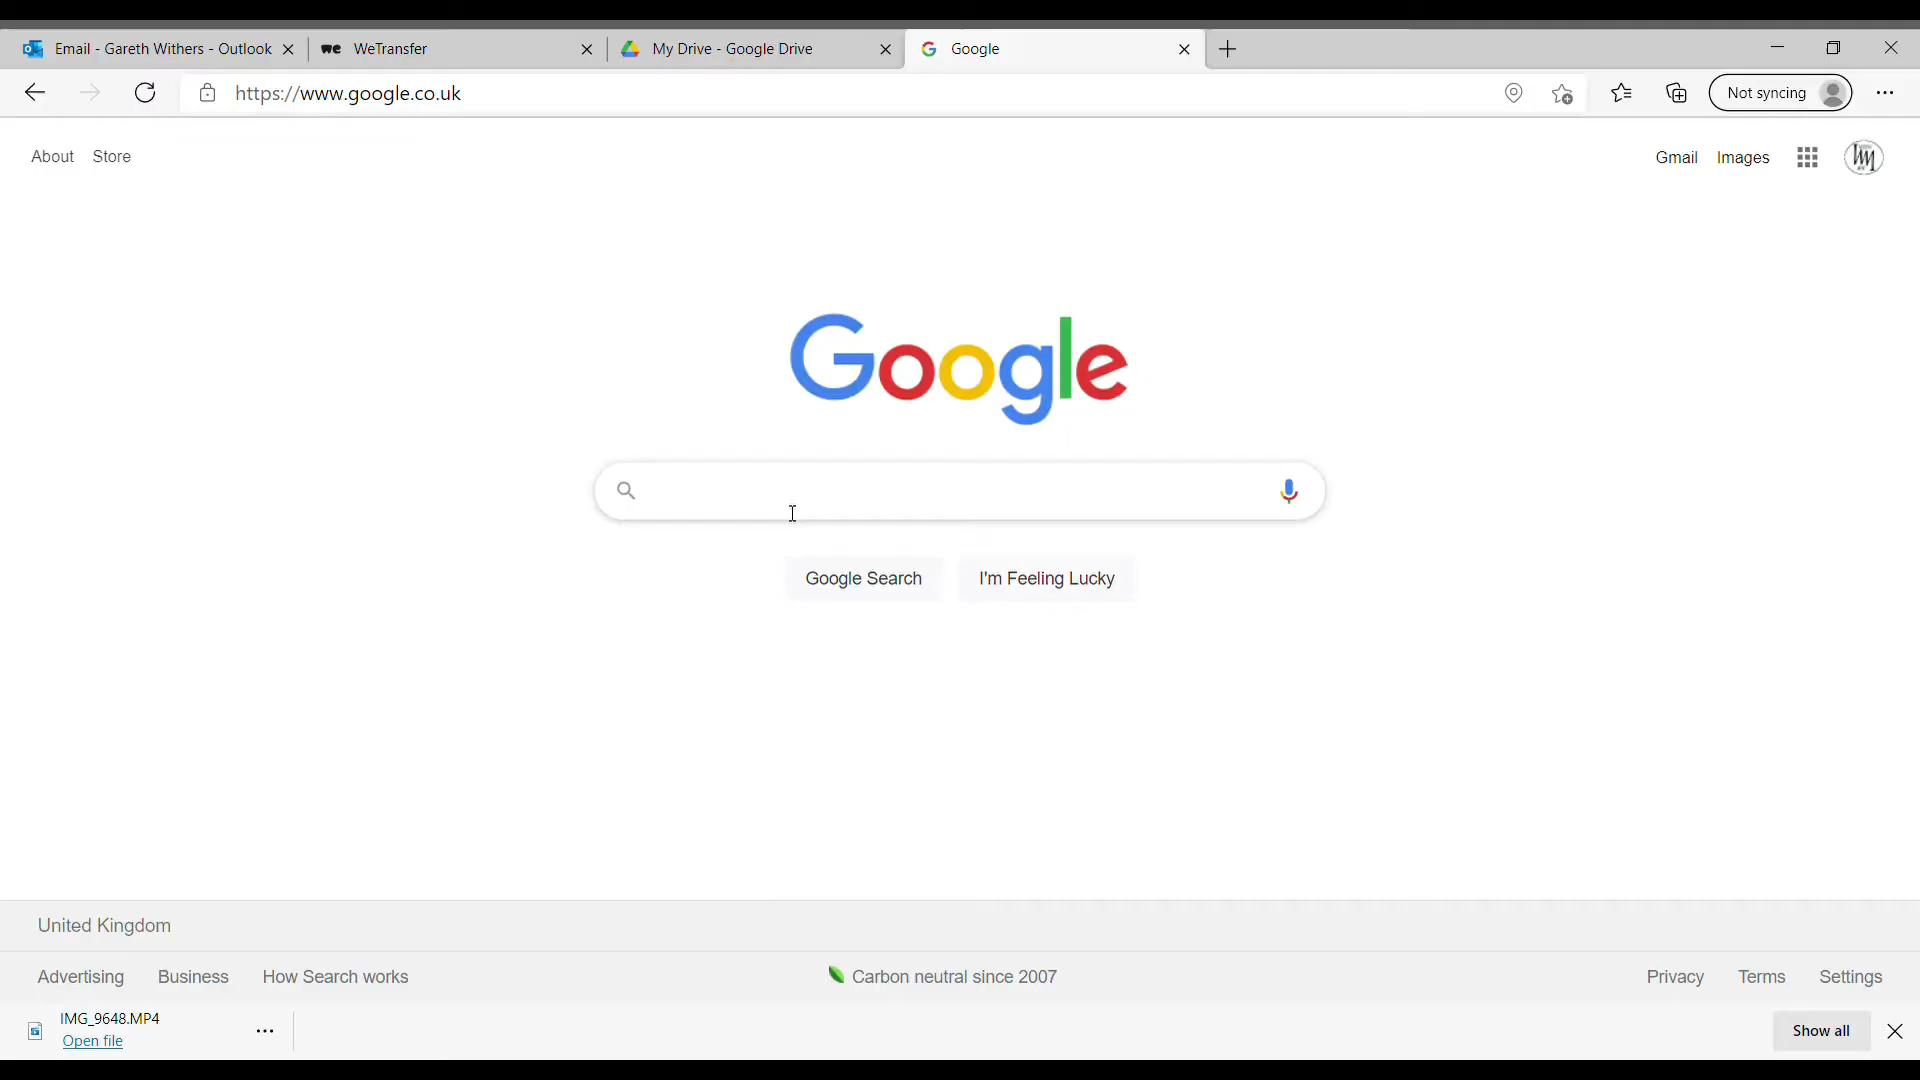 Email - Gareth Withers - Outlook
we WeTransfer
My Drive - Google Drive
Google
https://www.google.co.uk
Not syncing
About Store
Gmail Images
Google
Google Search I'm Feeling Lucky
United Kingdom
Advertising Business How Search works
Carbon neutral since 2007
Privacy Terms Settings
IMG_9648.MP4
Open file
Show all